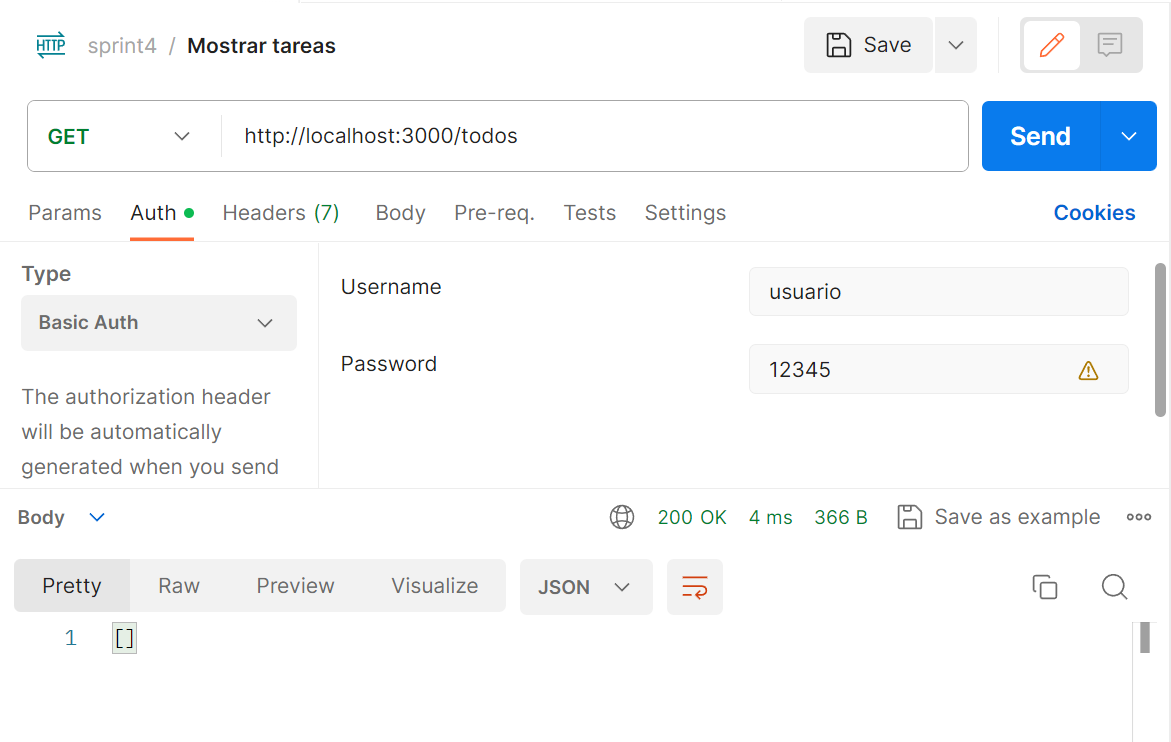 HTTP sprint4 / Mostrar tareas Save
GET http://localhost:3000/todos Send
Params Auth Headers (7) Body Pre-req. Tests Settings Cookies
Type
Basic Auth
The authorization header
will be automatically
generated when you send
Username usuario
Password 12345
Body 200 OK 4 ms 366 B Save as example
Pretty Raw Preview Visualize JSON
1 []